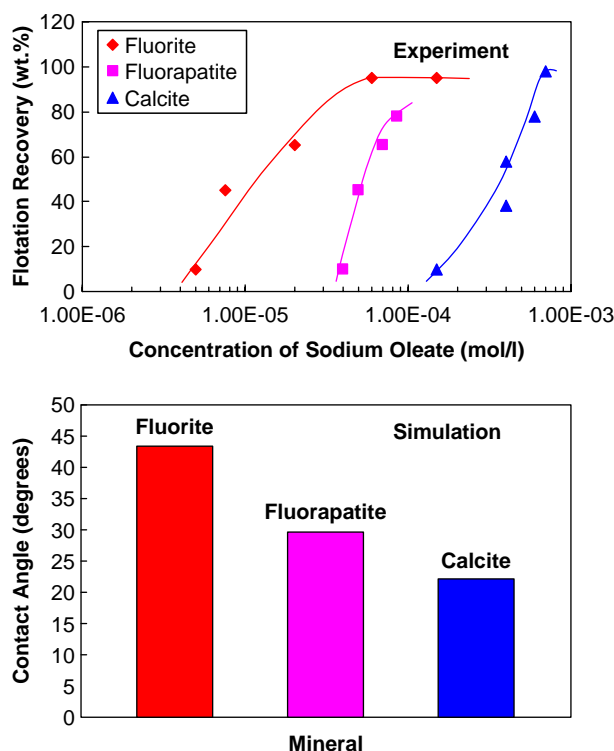 120
100
80
60
40
20
0
Flotation Recovery (wt.%)
Fluorite
Fluorapatite
Calcite
Experiment
1.00E-06 1.00E-05 1.00E-04 1.00E-03
Concentration of Sodium Oleate (mol/l)
50
45
40
35
30
25
20
15
10
5
0
Contact Angle (degrees)
Fluorite
Simulation
Fluorapatite
Calcite
Mineral